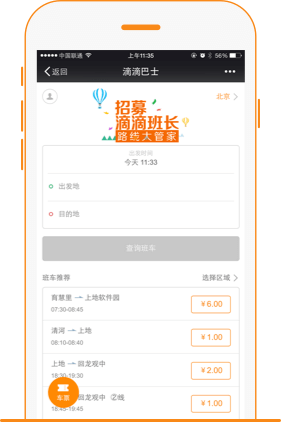 中国联通 上午11:35 56%
返回 滴滴巴士
北京
招募
滴滴班长
路线大管家
出发时间
今天 11:33
出发地
目的地
查询班车
班车推荐 选择区域
育慧里 上地软件园 ¥6.00
07:30-08:45
清河 上地 ¥1.00
08:10-08:40
上地 回龙观中 ¥2.00
18:30-19:30
车票
回龙观中 ②线 ¥1.00
18:45-19:45